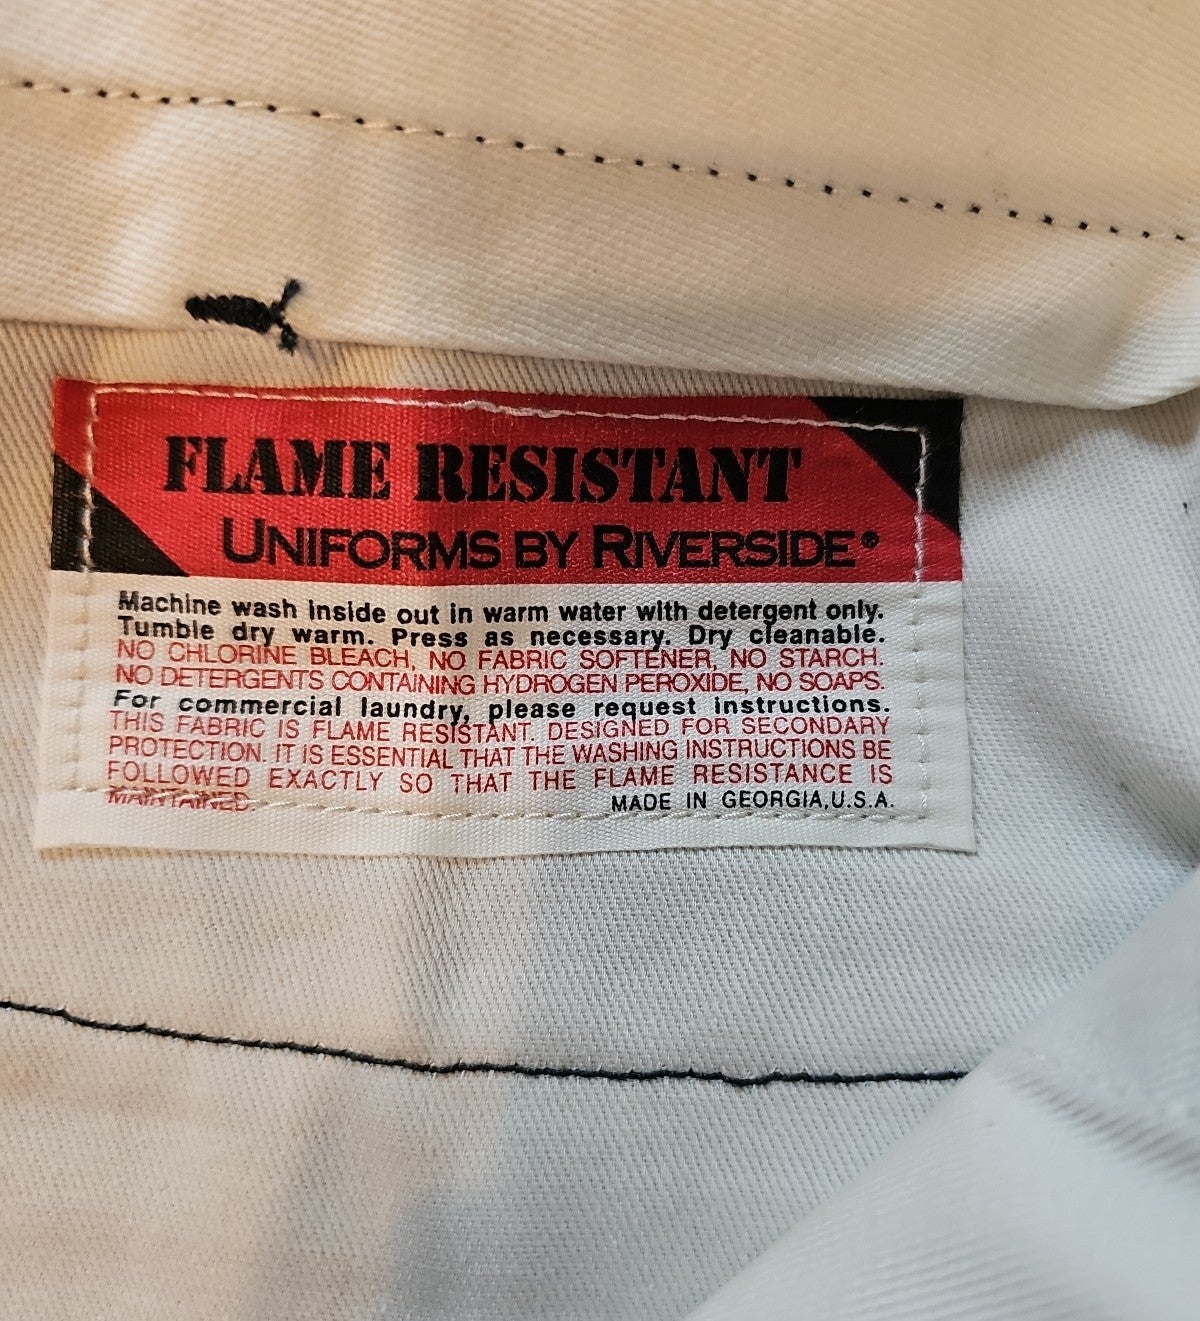 FLAME RESISTANT
UNIFORMS BY RIVERSIDE®
Machine wash inside out in warm water with detergent only.
Tumble dry warm. Press as necessary. Dry cleanable.
NO CHLORINE BLEACH, NO FABRIC SOFTENER, NO STARCH.
NO DETERGENTS CONTAINING HYDROGEN PEROXIDE, NO SOAPS.
For commercial laundry, please request instructions.
THIS FABRIC IS FLAME RESISTANT. DESIGNED FOR SECONDARY
PROTECTION. IT IS ESSENTIAL THAT THE WASHING INSTRUCTIONS BE
FOLLOWED EXACTLY SO THAT THE FLAME RESISTANCE IS
MAINTAINED. MADE IN GEORGIA, U.S.A.